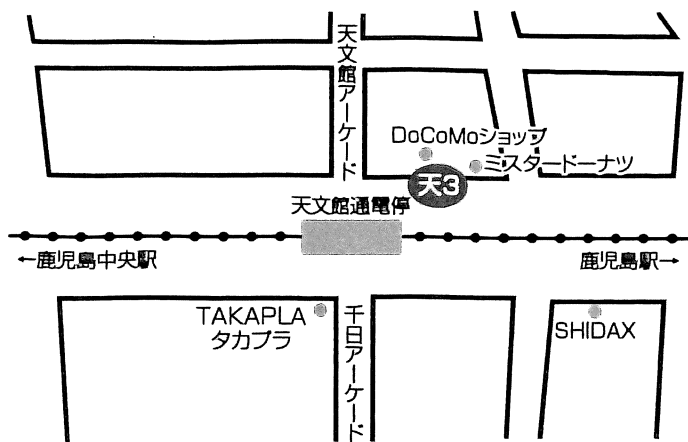 天文館アーケード
DoCoMoショップ
ミスタードーナツ
天3
天文館通電停
←鹿児島中央駅
鹿児島駅→
TAKAPLA
タカプラ
千日アーケード
SHIDAX